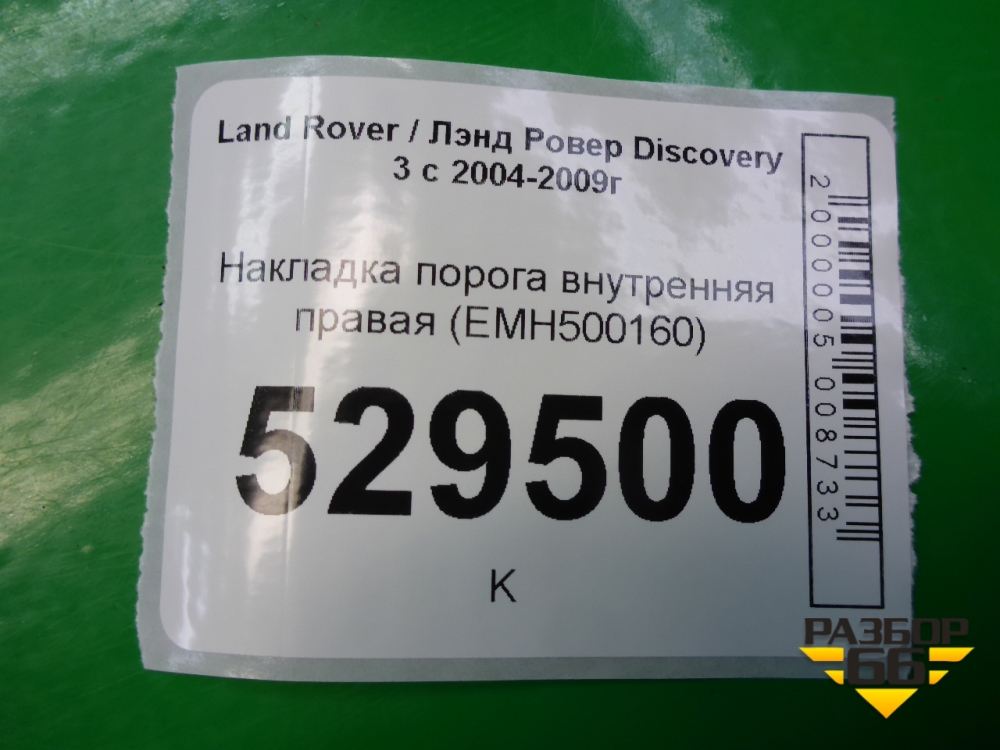 Land Rover / Лэнд Ровер Discovery
3 с 2004-2009г
Накладка порога внутренняя
правая (EMH500160)
529500
К
2000005008733
РАЗБОР
66